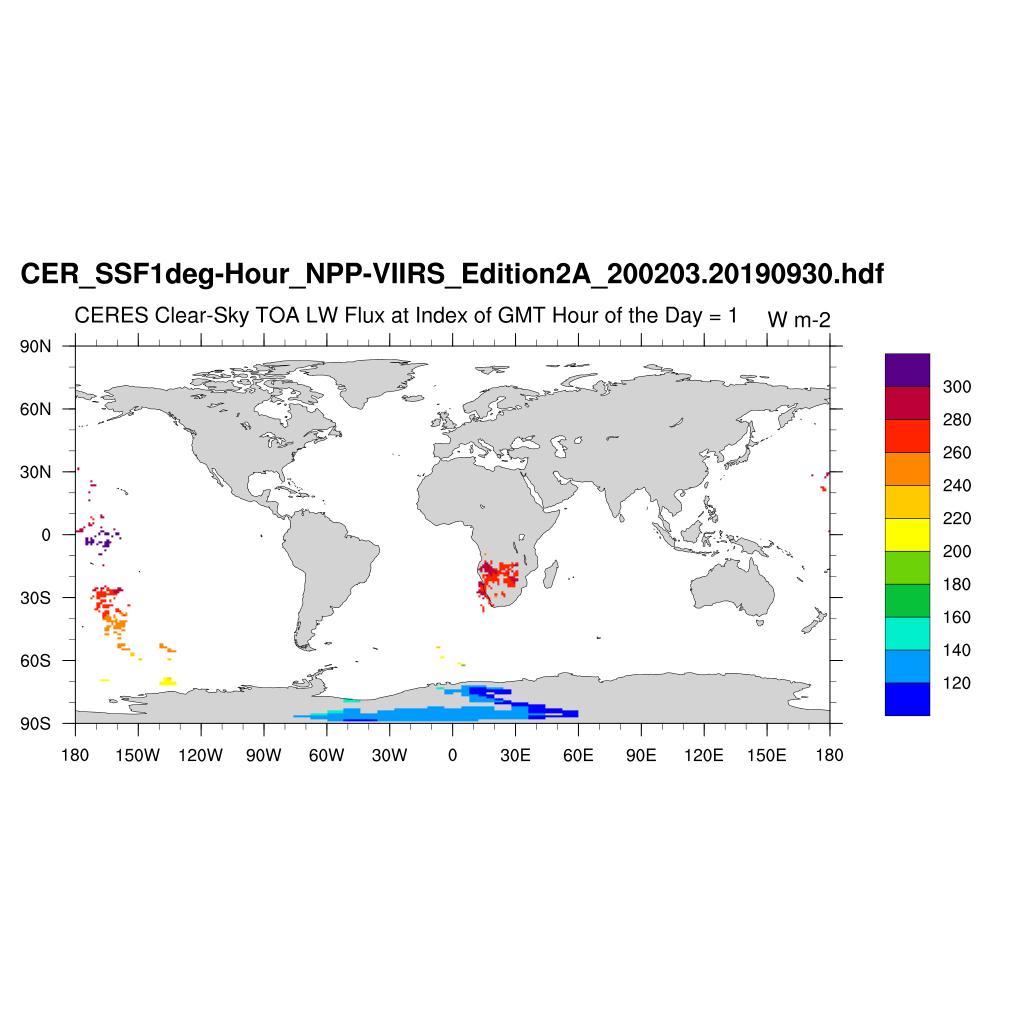 CER_SSF1deg-Hour_NPP-VIIRS_Edition2A_200203.20190930.hdf
CERES Clear-Sky TOA LW Flux at Index of GMT Hour of the Day = 1 W m-2
90N
60N
30N
0
30S
60S
90S
180 150W 120W 90W 60W 30W 0 30E 60E 90E 120E 150E 180
300
280
260
240
220
200
180
160
140
120